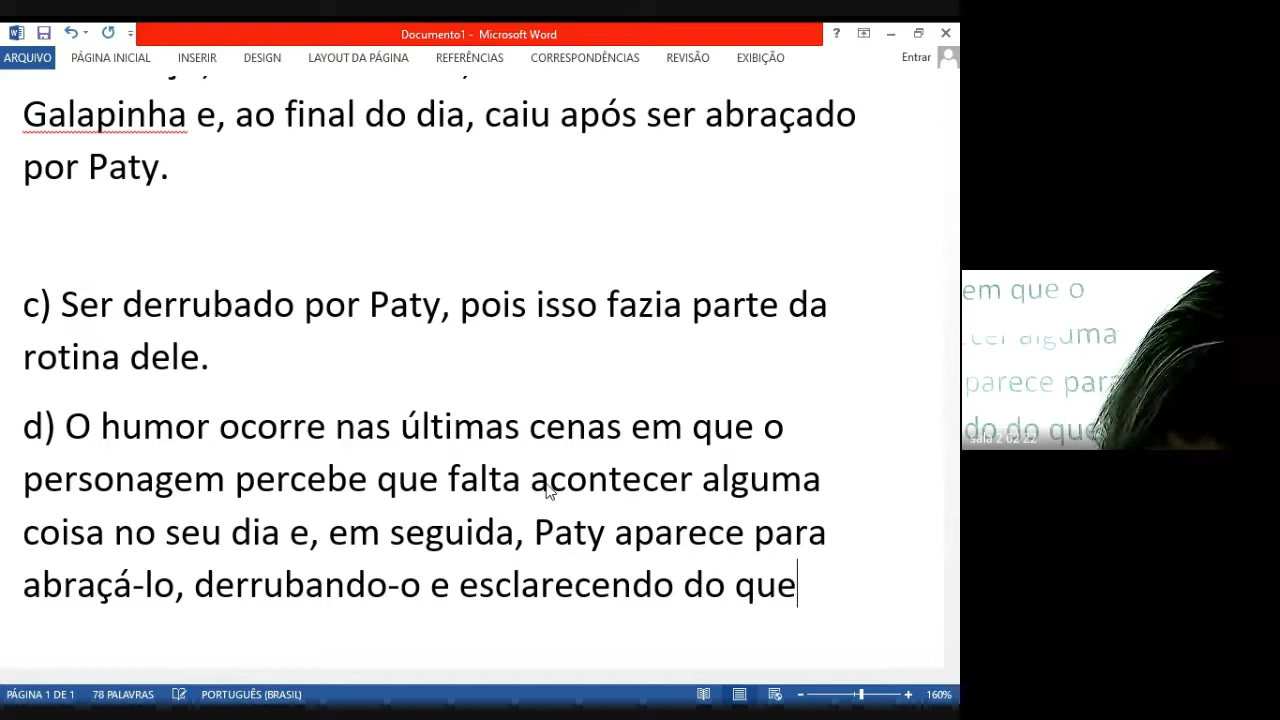 Documento1 - Microsoft Word
ARQUIVO PÁGINA INICIAL INSERIR DESIGN LAYOUT DA PÁGINA REFERÊNCIAS CORRESPONDÊNCIAS REVISÃO EXIBIÇÃO Entrar
Galapinha e, ao final do dia, caiu após ser abraçado
por Paty.
c) Ser derrubado por Paty, pois isso fazia parte da
rotina dele.
d) O humor ocorre nas últimas cenas em que o
personagem percebe que falta acontecer alguma
coisa no seu dia e, em seguida, Paty aparece para
abraçá-lo, derrubando-o e esclarecendo do que
PÁGINA 1 DE 1 78 PALAVRAS PORTUGUÊS (BRASIL) 160%
em que o
alguma
parece par
do do que
sala 2 02 22